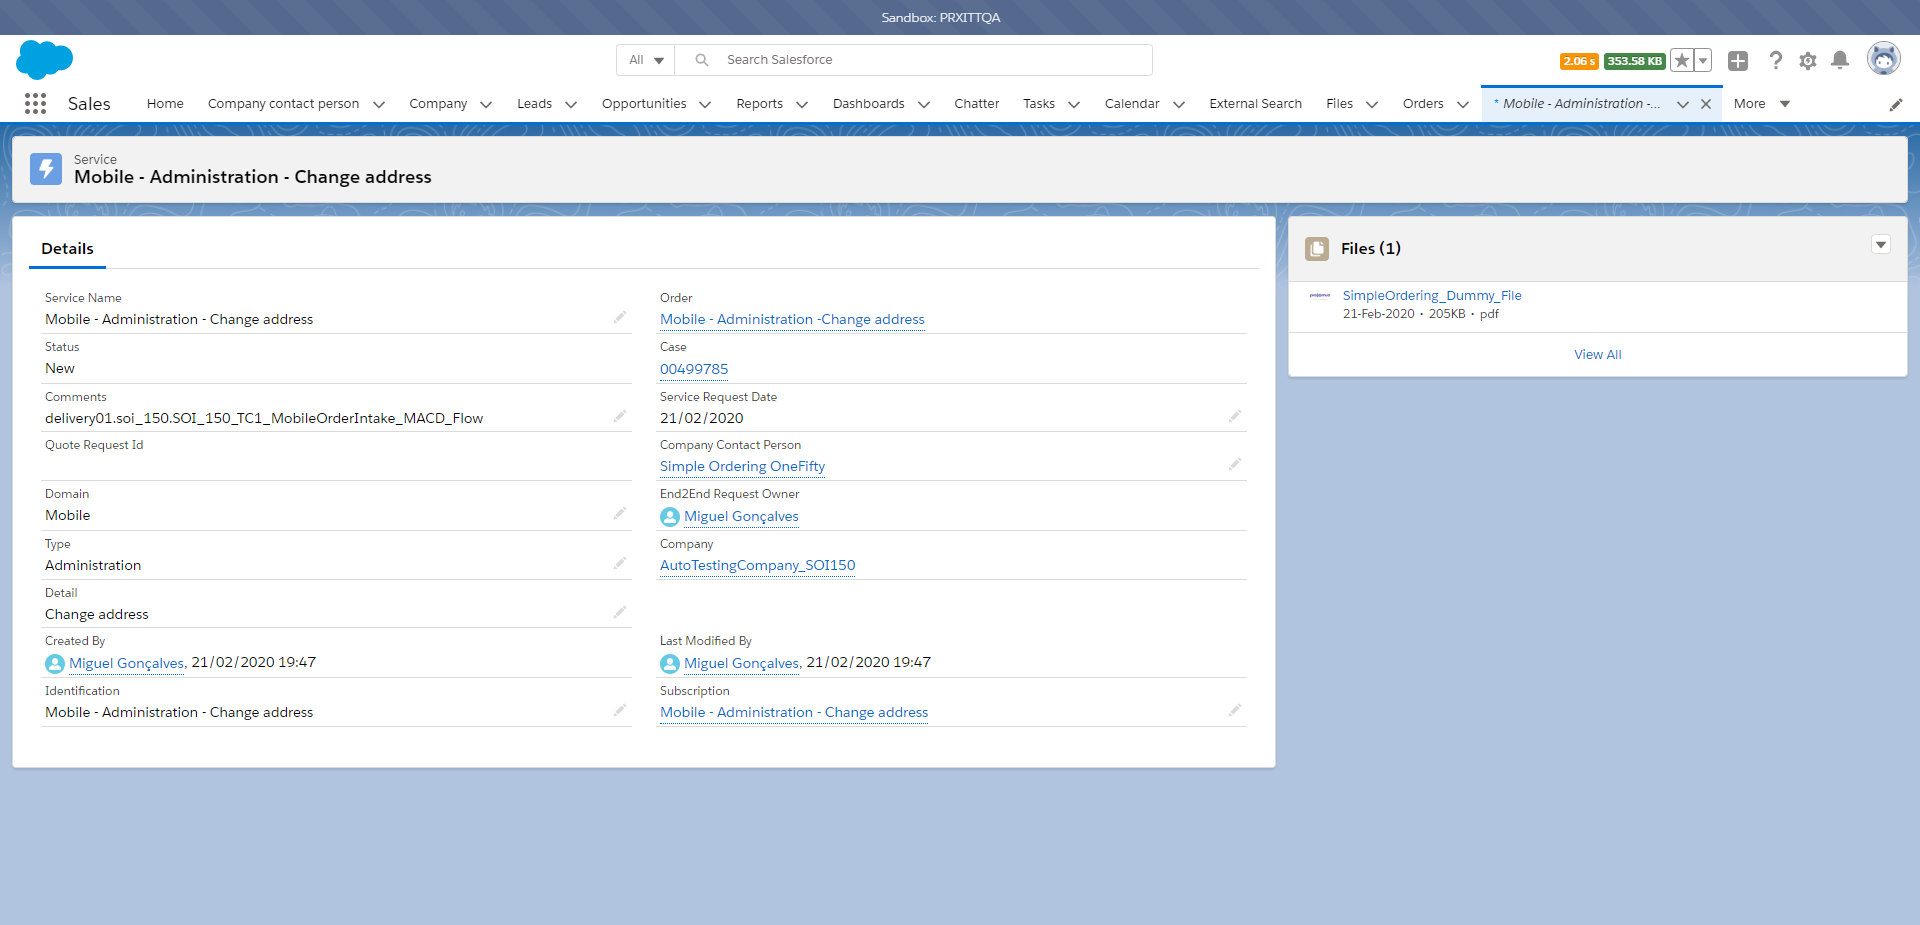 Sandbox: PRXITTQA
All
Search Salesforce
2.06 s
353.58 KB
Sales
Home
Company contact person
Company
Leads
Opportunities
Reports
Dashboards
Chatter
Tasks
Calendar
External Search
Files
Orders
* Mobile - Administration -...
More
Service
Mobile - Administration - Change address
Details
Service Name
Mobile - Administration - Change address
Order
Mobile - Administration -Change address
Status
New
Case
00499785
Comments
delivery01.soi_150.SOI_150_TC1_MobileOrderIntake_MACD_Flow
Service Request Date
21/02/2020
Quote Request Id
Company Contact Person
Simple Ordering OneFifty
Domain
Mobile
End2End Request Owner
Miguel Gonçalves
Type
Administration
Company
AutoTestingCompany_SOI150
Detail
Change address
Created By
Miguel Gonçalves, 21/02/2020 19:47
Last Modified By
Miguel Gonçalves, 21/02/2020 19:47
Identification
Mobile - Administration - Change address
Subscription
Mobile - Administration - Change address
Files (1)
SimpleOrdering_Dummy_File
21-Feb-2020 • 205KB • pdf
View All